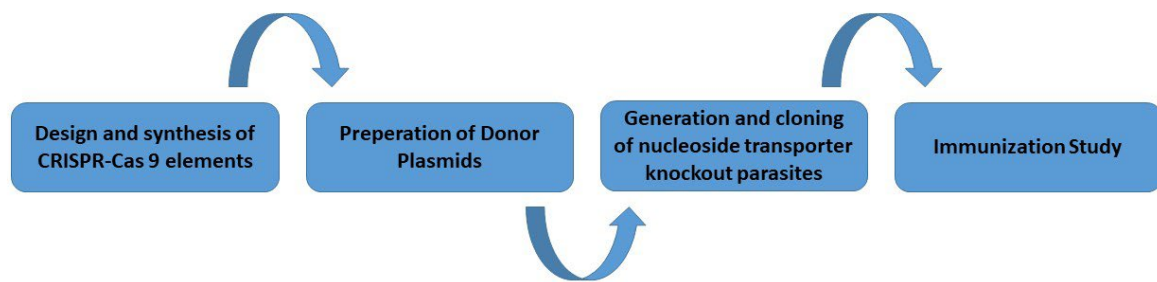 Design and synthesis of
CRISPR-Cas 9 elements
Preperation of Donor
Plasmids
Generation and cloning
of nucleoside transporter
knockout parasites
Immunization Study